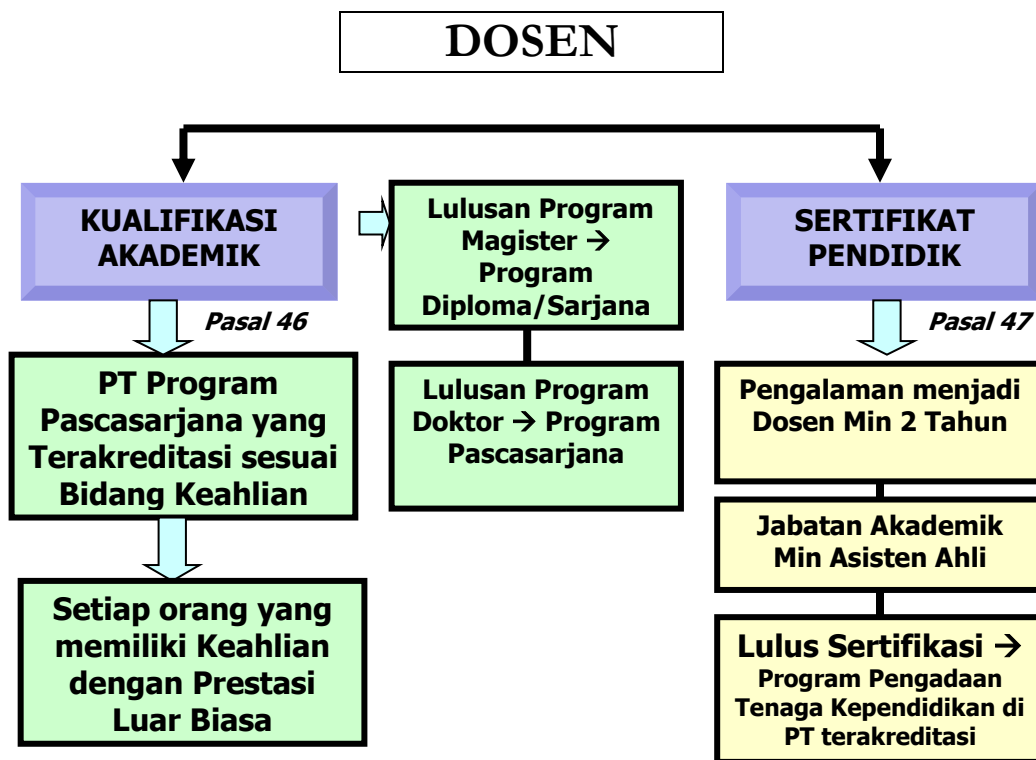 DOSEN
KUALIFIKASI
AKADEMIK
Pasal 46
PT Program
Pascasarjana yang
Terakreditasi sesuai
Bidang Keahlian
Setiap orang yang
memiliki Keahlian
dengan Prestasi
Luar Biasa
Lulusan Program
Magister →
Program
Diploma/Sarjana
Lulusan Program
Doktor → Program
Pascasarjana
SERTIFIKAT
PENDIDIK
Pasal 47
Pengalaman menjadi
Dosen Min 2 Tahun
Jabatan Akademik
Min Asisten Ahli
Lulus Sertifikasi →
Program Pengadaan
Tenaga Kependidikan di
PT terakreditasi